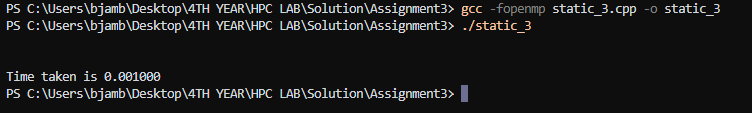 PS C:\Users\bjamb\Desktop\4TH YEAR\HPC LAB\Solution\Assignment3> gcc -fopenmp static_3.cpp -o static_3
PS C:\Users\bjamb\Desktop\4TH YEAR\HPC LAB\Solution\Assignment3> ./static_3
Time taken is 0.001000
PS C:\Users\bjamb\Desktop\4TH YEAR\HPC LAB\Solution\Assignment3>